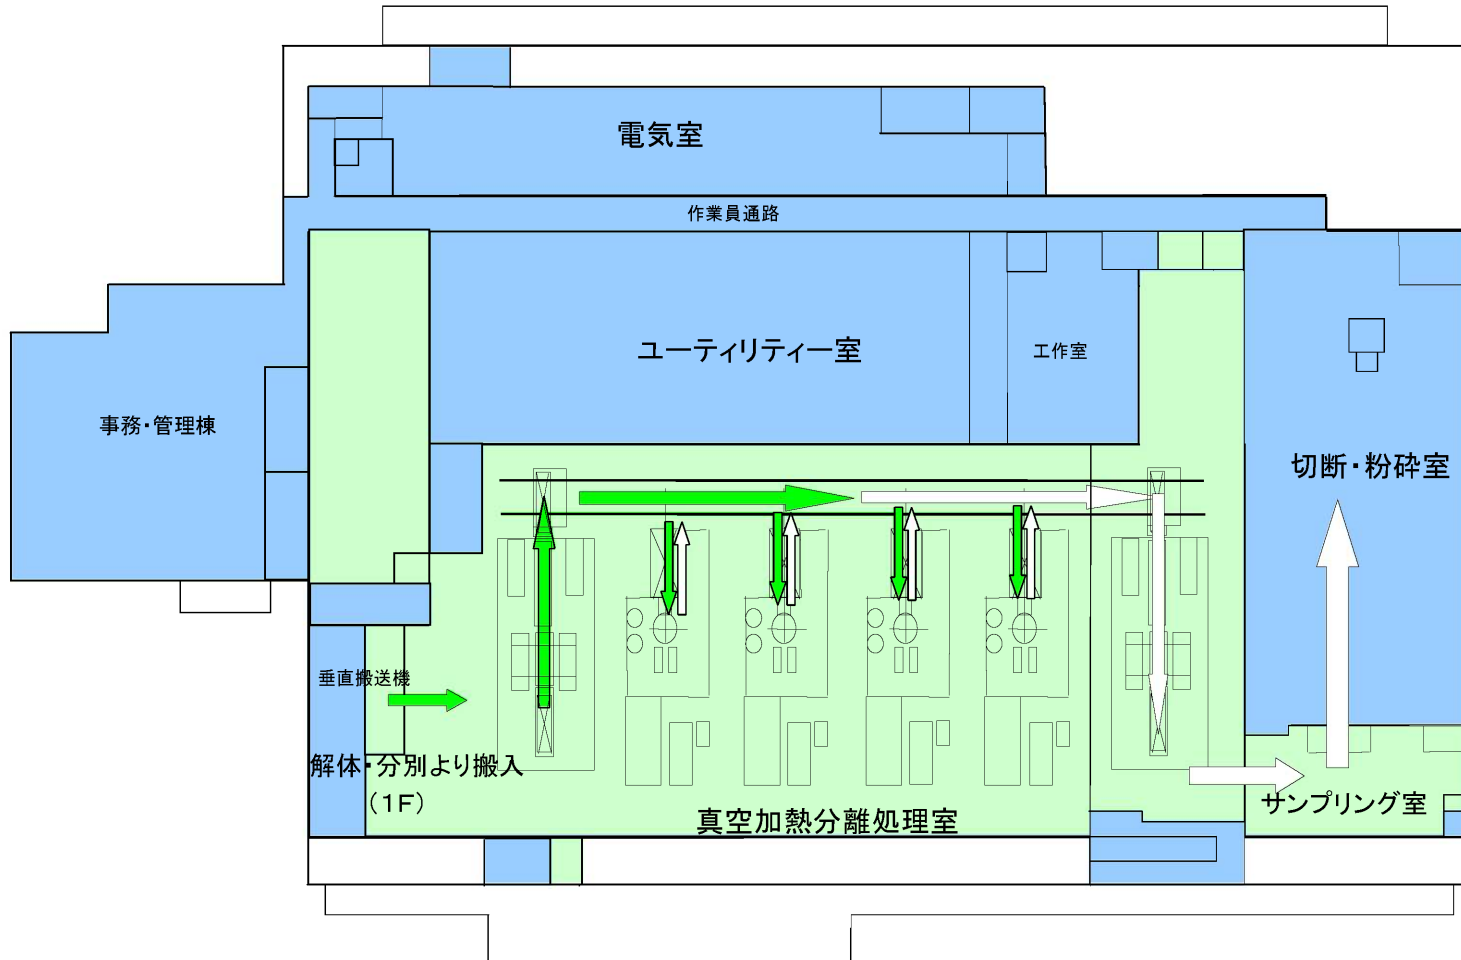 電気室
作業員通路
ユーティリティー室
工作室
事務・管理棟
切断・粉砕室
垂直搬送機
解体・分別より搬入
(1F)
真空加熱分離処理室
サンプリング室